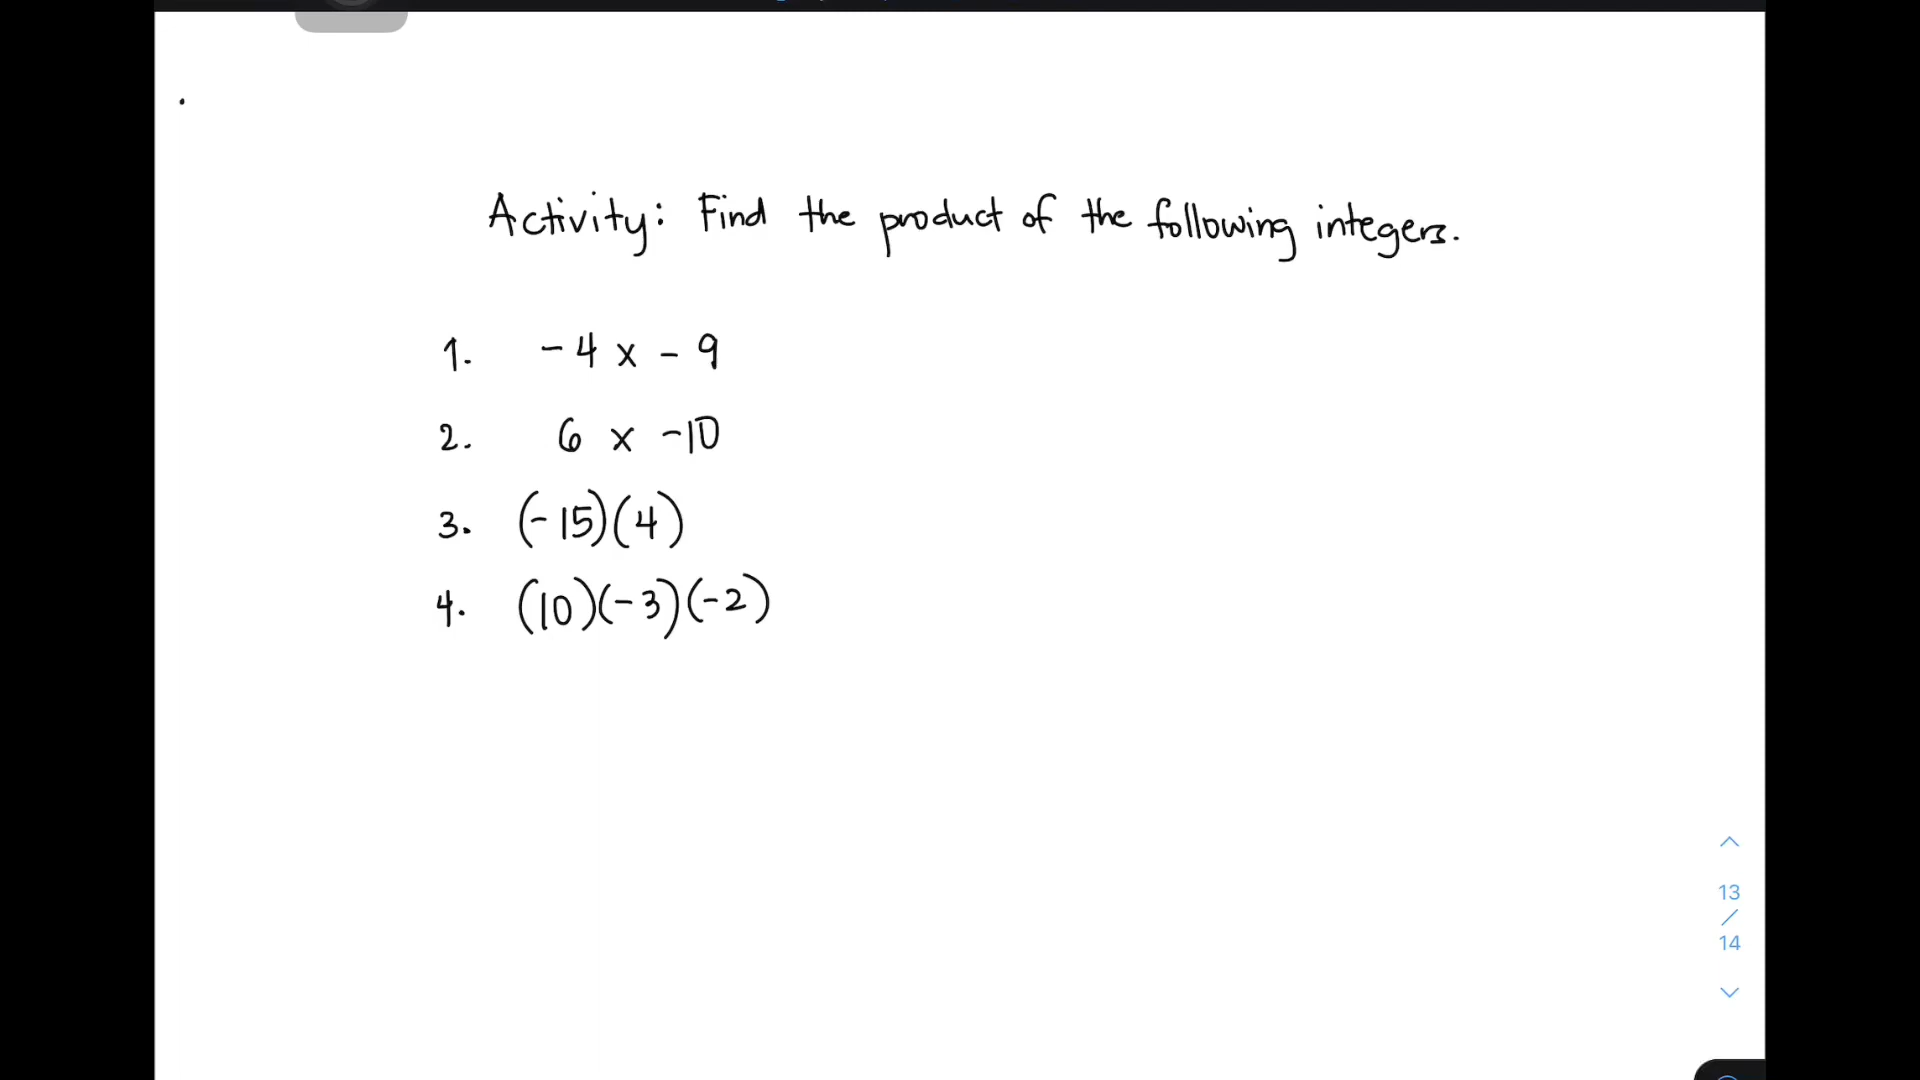 Activity: Find the product of the following integers.
1. -4 x - 9
2. 6 x -10
3. (-15)(4)
4. (10)(-3)(-2)
13
/
14